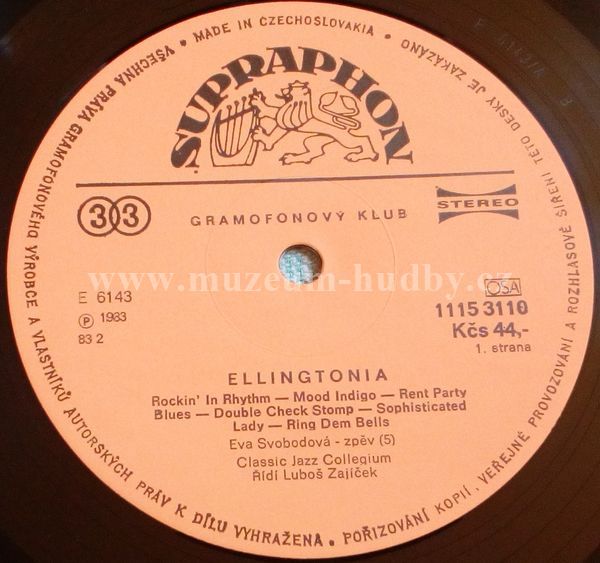 VŠECHNA PRÁVA GRAMOFONOVÉHO VÝROBCE A VLASTNÍKŮ AUTORSKÝCH PRÁV K DÍLU VYHRAŽENA. POŘIZOVÁNÍ KOPIÍ, VEŘEJNÉ PROVOZOVÁNÍ A ROZHLASOVÉ ŠÍŘENÍ TÉTO DESKY JE ZAKÁZÁNO
• MADE IN CZECHOSLOVAKIA •
SUPRAPHON
33
GRAMOFONOVÝ KLUB
STEREO
www.muzeum-hudby.cz
E 6143
℗ 1983
83 2
OSA
1115 3110
Kčs 44,-
1. strana
ELLINGTONIA
Rockin' In Rhythm — Mood Indigo — Rent Party
Blues — Double Check Stomp — Sophisticated
Lady — Ring Dem Bells
Eva Svobodová - zpěv (5)
Classic Jazz Collegium
Řídí Luboš Zajíček